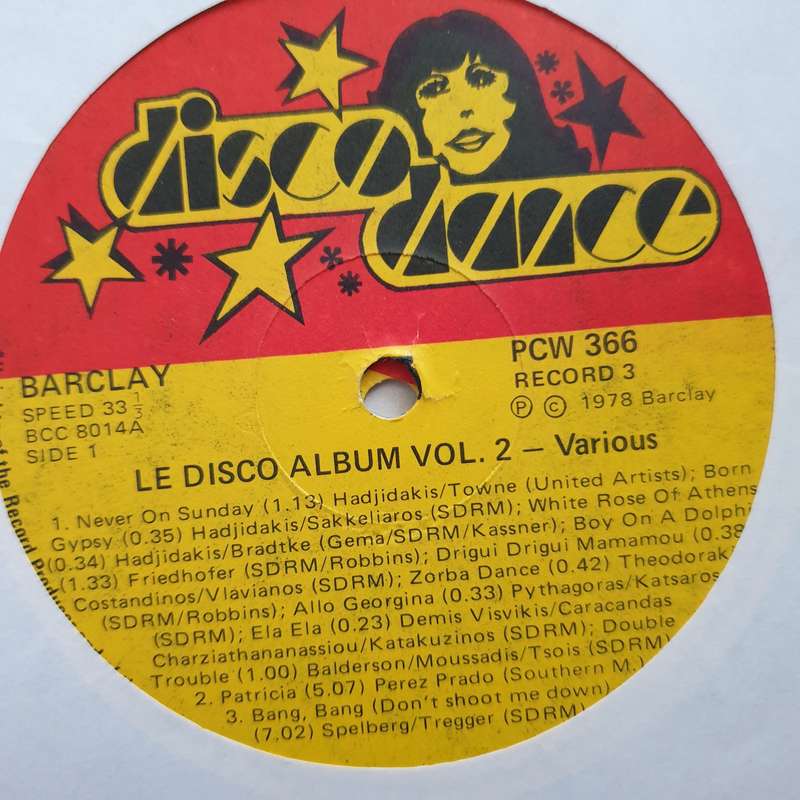 disco
dance
BARCLAY
SPEED 33 1/3
BCC 8014A
SIDE 1
PCW 366
RECORD 3
Ⓟ © 1978 Barclay
LE DISCO ALBUM VOL. 2 – Various
1. Never On Sunday (1.13) Hadjidakis/Towne (United Artists); Born
Gypsy (0.35) Hadjidakis/Sakkeliaros (SDRM); White Rose Of Athens
(0.34) Hadjidakis/Bradtke (Gema/SDRM/Kassner); Boy On A Dolphi
(1.33) Friedhofer (SDRM/Robbins); Drigui Drigui Mamamou (0.38
Costandinos/Vlavianos (SDRM); Zorba Dance (0.42) Theodorak
(SDRM/Robbins); Allo Georgina (0.33) Pythagoras/Katsaros
(SDRM); Ela Ela (0.23) Demis Visvikis/Caracandas
Charziathananassiou/Katakuzinos (SDRM); Double
Trouble (1.00) Balderson/Moussadis/Tsois (SDRM)
2. Patricia (5.07) Perez Prado (Southern M.)
3. Bang, Bang (Don't shoot me down)
(7.02) Spelberg/Tregger (SDRM)
of the Record